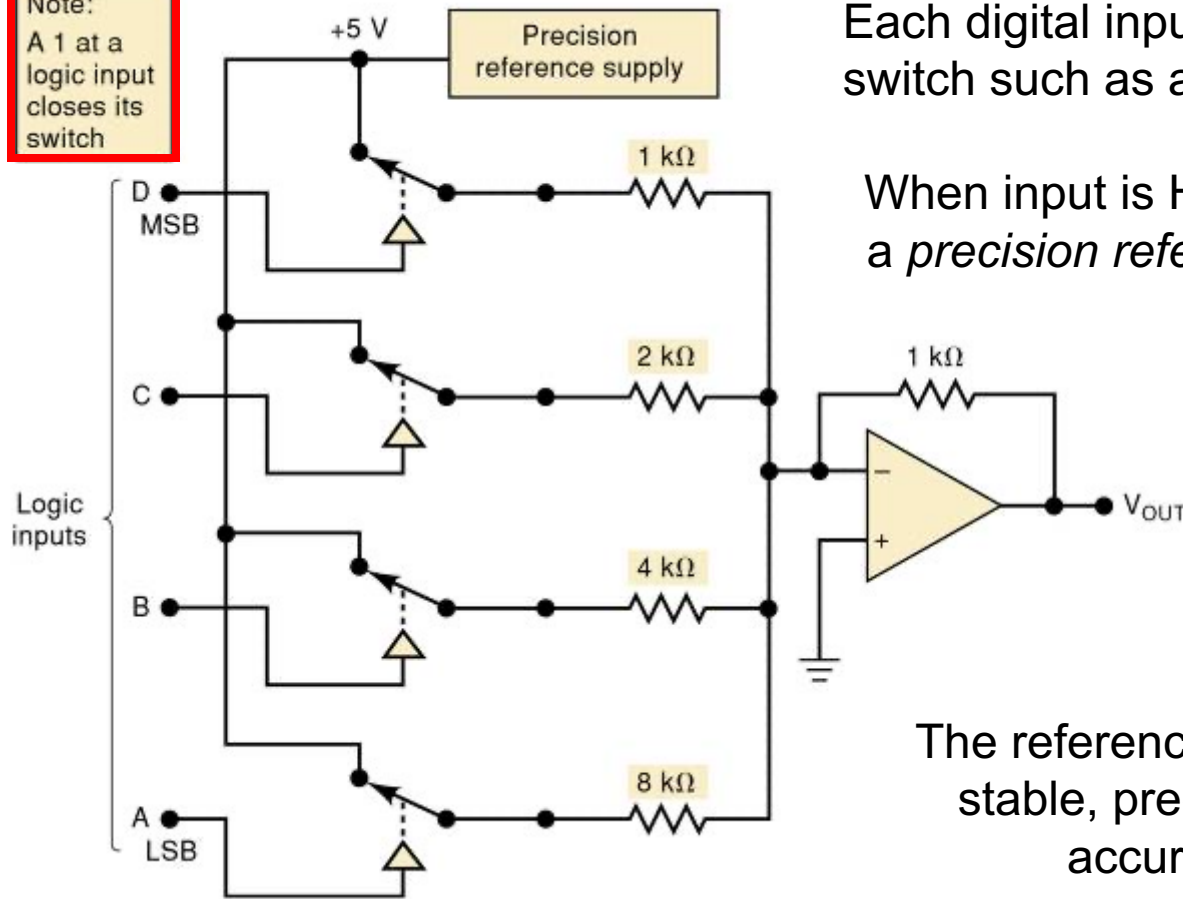 Note:
A 1 at a
logic input
closes its
switch
+5 V
Precision
reference supply
Each digital inpu
switch such as a
When input is H
a precision refe
D
MSB
1 kΩ
C
2 kΩ
1 kΩ
Logic
inputs
−
+
VOUT
B
4 kΩ
The referenc
stable, pre
accur
A
LSB
8 kΩ